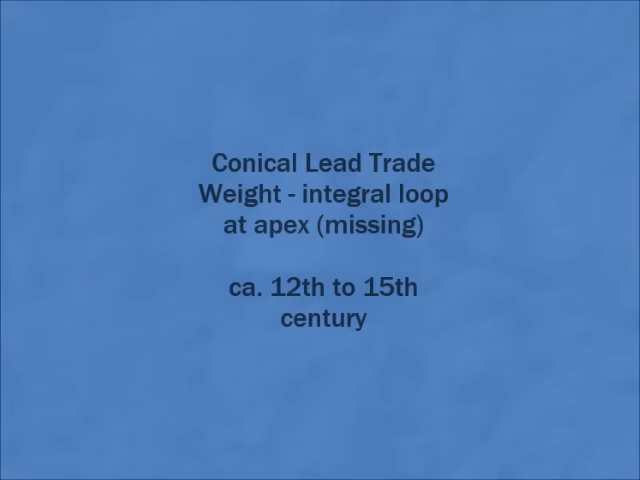 Conical Lead Trade
Weight - integral loop
at apex (missing)
ca. 12th to 15th
century